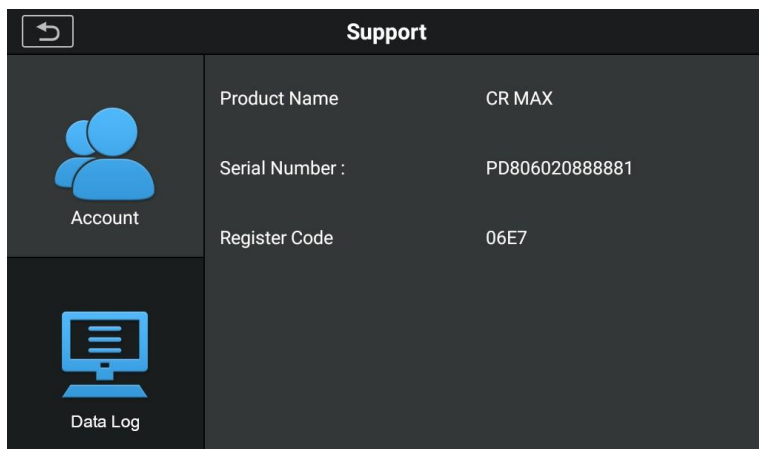 Support
Account
Data Log
Product Name CR MAX
Serial Number : PD806020888881
Register Code 06E7